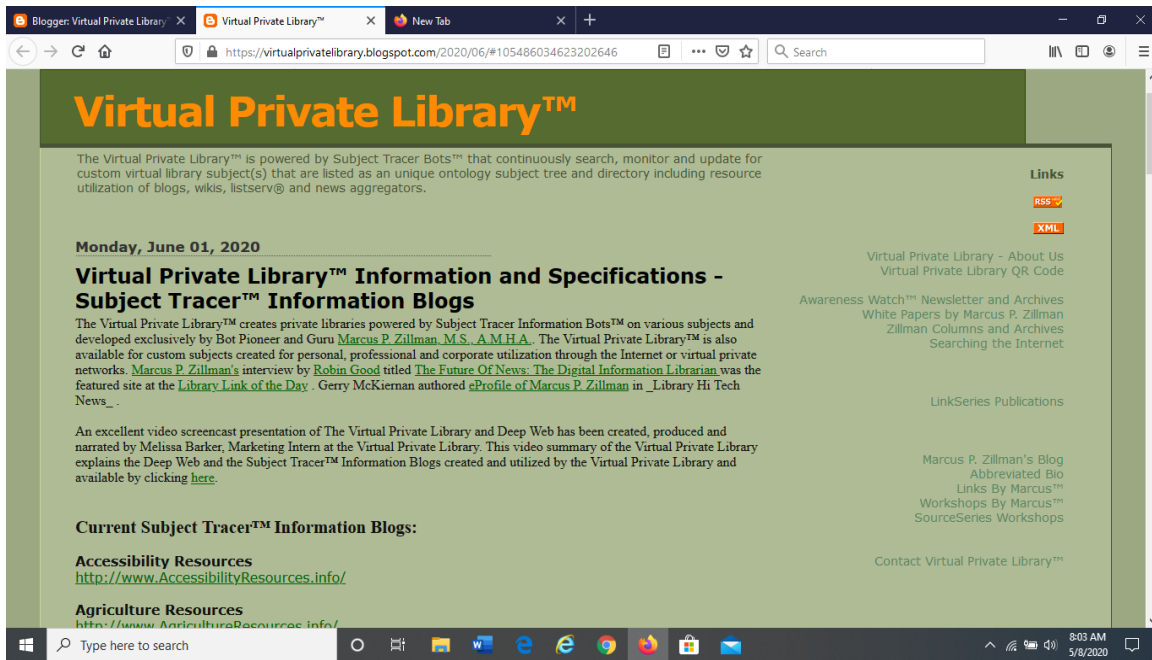 Blogger: Virtual Private Library™
Virtual Private Library™
New Tab
https://virtualprivatelibrary.blogspot.com/2020/06/#105486034623202646
Search
Virtual Private Library™
The Virtual Private Library™ is powered by Subject Tracer Bots™ that continuously search, monitor and update for
custom virtual library subject(s) that are listed as an unique ontology subject tree and directory including resource
utilization of blogs, wikis, listserv® and news aggregators.
Monday, June 01, 2020
Virtual Private Library™ Information and Specifications -
Subject Tracer™ Information Blogs
The Virtual Private Library™ creates private libraries powered by Subject Tracer Information Bots™ on various subjects and
developed exclusively by Bot Pioneer and Guru Marcus P. Zillman, M.S., A.M.H.A.. The Virtual Private Library™ is also
available for custom subjects created for personal, professional and corporate utilization through the Internet or virtual private
networks. Marcus P. Zillman's interview by Robin Good titled The Future Of News: The Digital Information Librarian was the
featured site at the Library Link of the Day . Gerry McKiernan authored eProfile of Marcus P. Zillman in _Library Hi Tech
News_ .
An excellent video screencast presentation of The Virtual Private Library and Deep Web has been created, produced and
narrated by Melissa Barker, Marketing Intern at the Virtual Private Library. This video summary of the Virtual Private Library
explains the Deep Web and the Subject Tracer™ Information Blogs created and utilized by the Virtual Private Library and
available by clicking here.
Current Subject Tracer™ Information Blogs:
Accessibility Resources
http://www.AccessibilityResources.info/
Agriculture Resources
http://www.AgricultureResources.info/
Links
RSS
XML
Virtual Private Library - About Us
Virtual Private Library QR Code
Awareness Watch™ Newsletter and Archives
White Papers by Marcus P. Zillman
Zillman Columns and Archives
Searching the Internet
LinkSeries Publications
Marcus P. Zillman's Blog
Abbreviated Bio
Links By Marcus™
Workshops By Marcus™
SourceSeries Workshops
Contact Virtual Private Library™
Type here to search
8:03 AM
5/8/2020